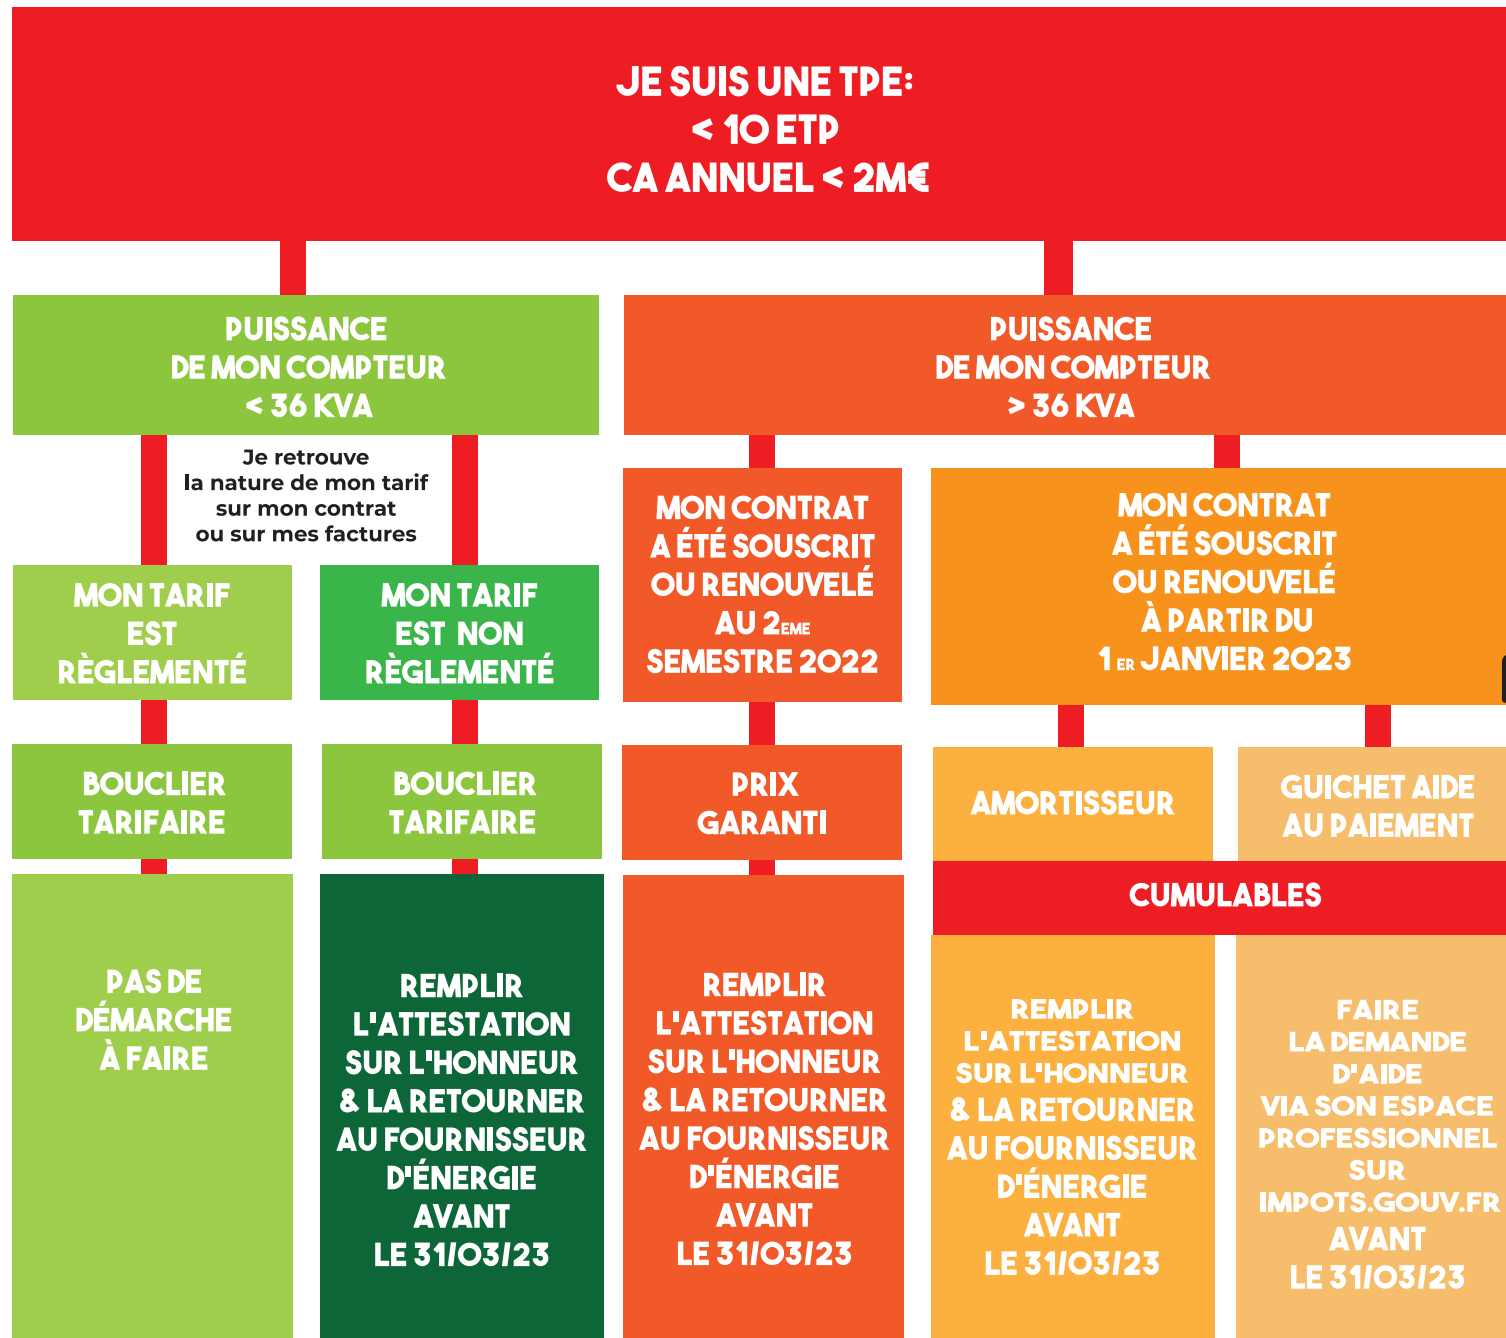 JE SUIS UNE TPE:
< 10 ETP
CA ANNUEL < 2M€
PUISSANCE
DE MON COMPTEUR
< 36 KVA
PUISSANCE
DE MON COMPTEUR
> 36 KVA
Je retrouve
la nature de mon tarif
sur mon contrat
ou sur mes factures
MON TARIF
EST
RÈGLEMENTÉ
MON TARIF
EST NON
RÈGLEMENTÉ
MON CONTRAT
A ÉTÉ SOUSCRIT
OU RENOUVELÉ
AU 2EME
SEMESTRE 2022
MON CONTRAT
A ÉTÉ SOUSCRIT
OU RENOUVELÉ
À PARTIR DU
1 ER JANVIER 2023
BOUCLIER
TARIFAIRE
BOUCLIER
TARIFAIRE
PRIX
GARANTI
AMORTISSEUR
GUICHET AIDE
AU PAIEMENT
CUMULABLES
PAS DE
DÉMARCHE
À FAIRE
REMPLIR
L'ATTESTATION
SUR L'HONNEUR
& LA RETOURNER
AU FOURNISSEUR
D'ÉNERGIE
AVANT
LE 31/03/23
REMPLIR
L'ATTESTATION
SUR L'HONNEUR
& LA RETOURNER
AU FOURNISSEUR
D'ÉNERGIE
AVANT
LE 31/03/23
REMPLIR
L'ATTESTATION
SUR L'HONNEUR
& LA RETOURNER
AU FOURNISSEUR
D'ÉNERGIE
AVANT
LE 31/03/23
FAIRE
LA DEMANDE
D'AIDE
VIA SON ESPACE
PROFESSIONNEL
SUR
IMPOTS.GOUV.FR
AVANT
LE 31/03/23